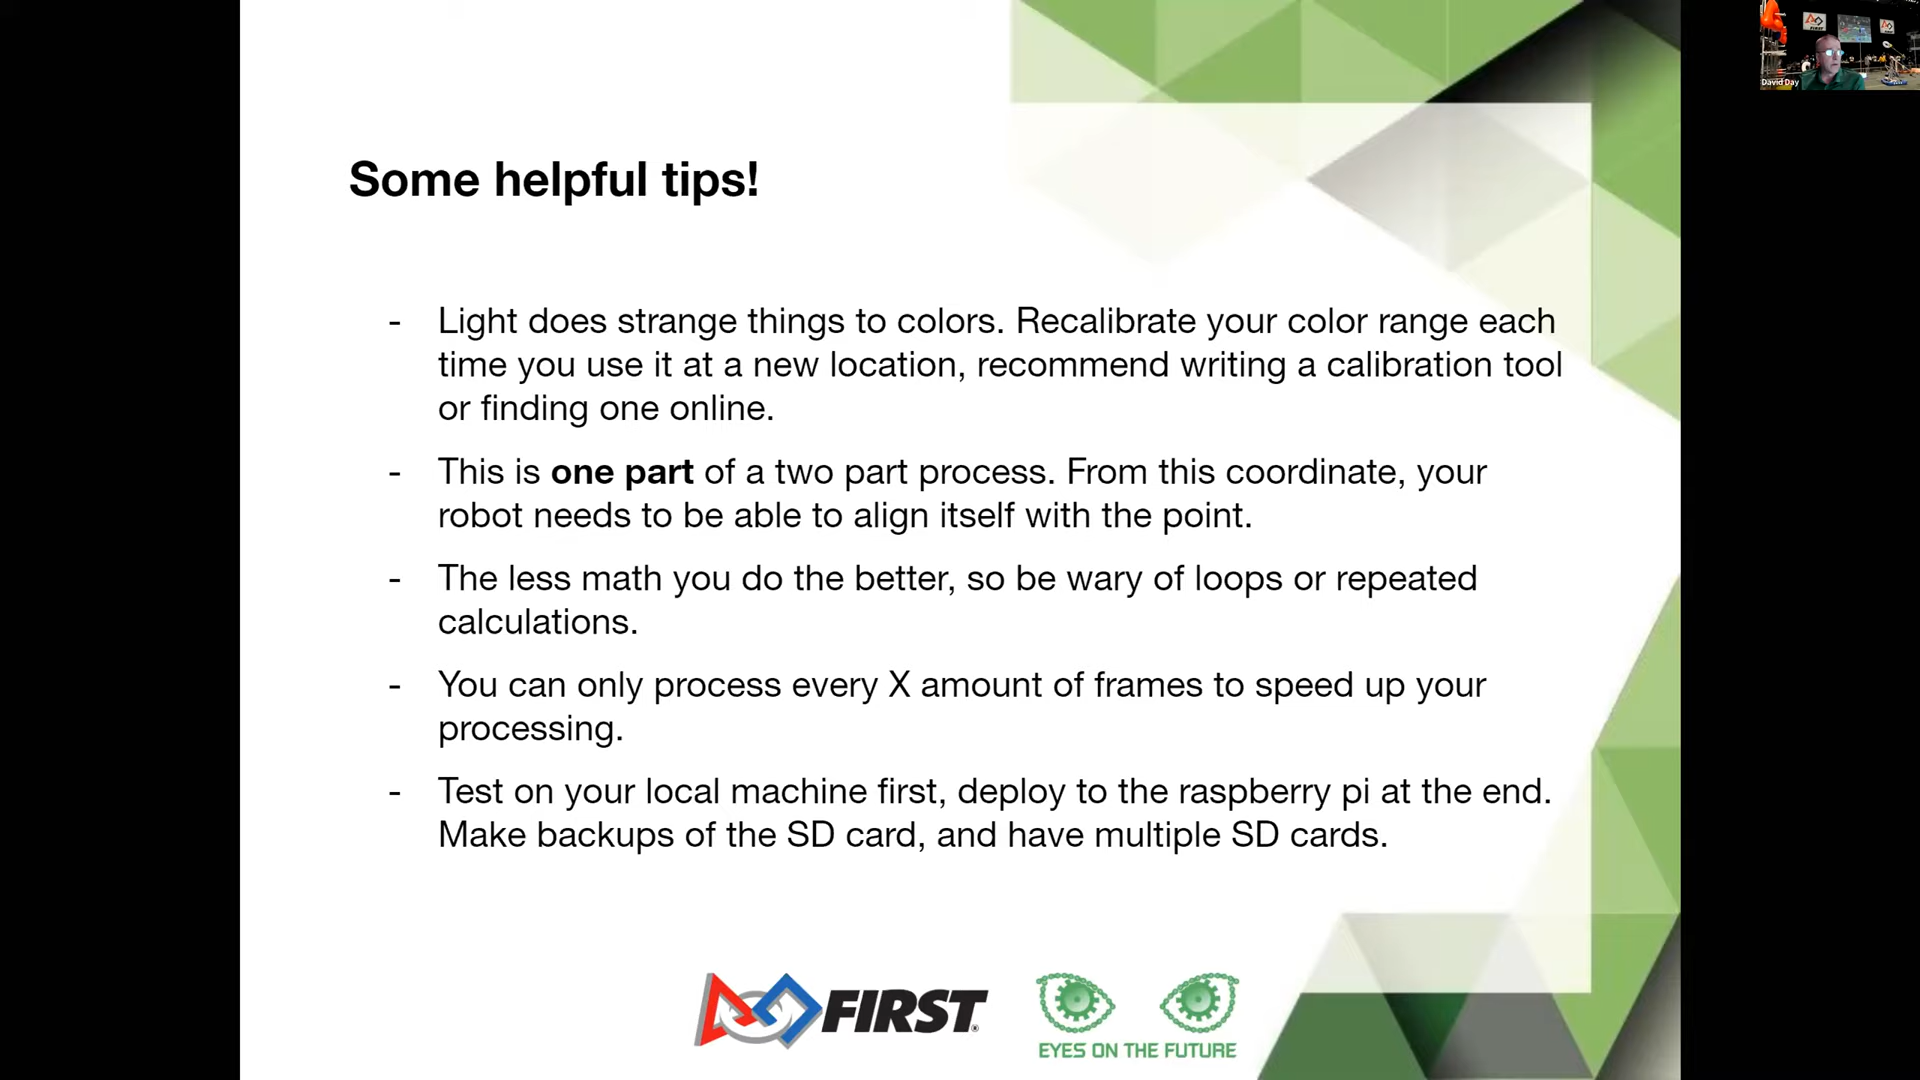 Some helpful tips!
- Light does strange things to colors. Recalibrate your color range each
time you use it at a new location, recommend writing a calibration tool
or finding one online.
- This is one part of a two part process. From this coordinate, your
robot needs to be able to align itself with the point.
- The less math you do the better, so be wary of loops or repeated
calculations.
- You can only process every X amount of frames to speed up your
processing.
- Test on your local machine first, deploy to the raspberry pi at the end.
Make backups of the SD card, and have multiple SD cards.
FIRST
EYES ON THE FUTURE
FIRST
David Day